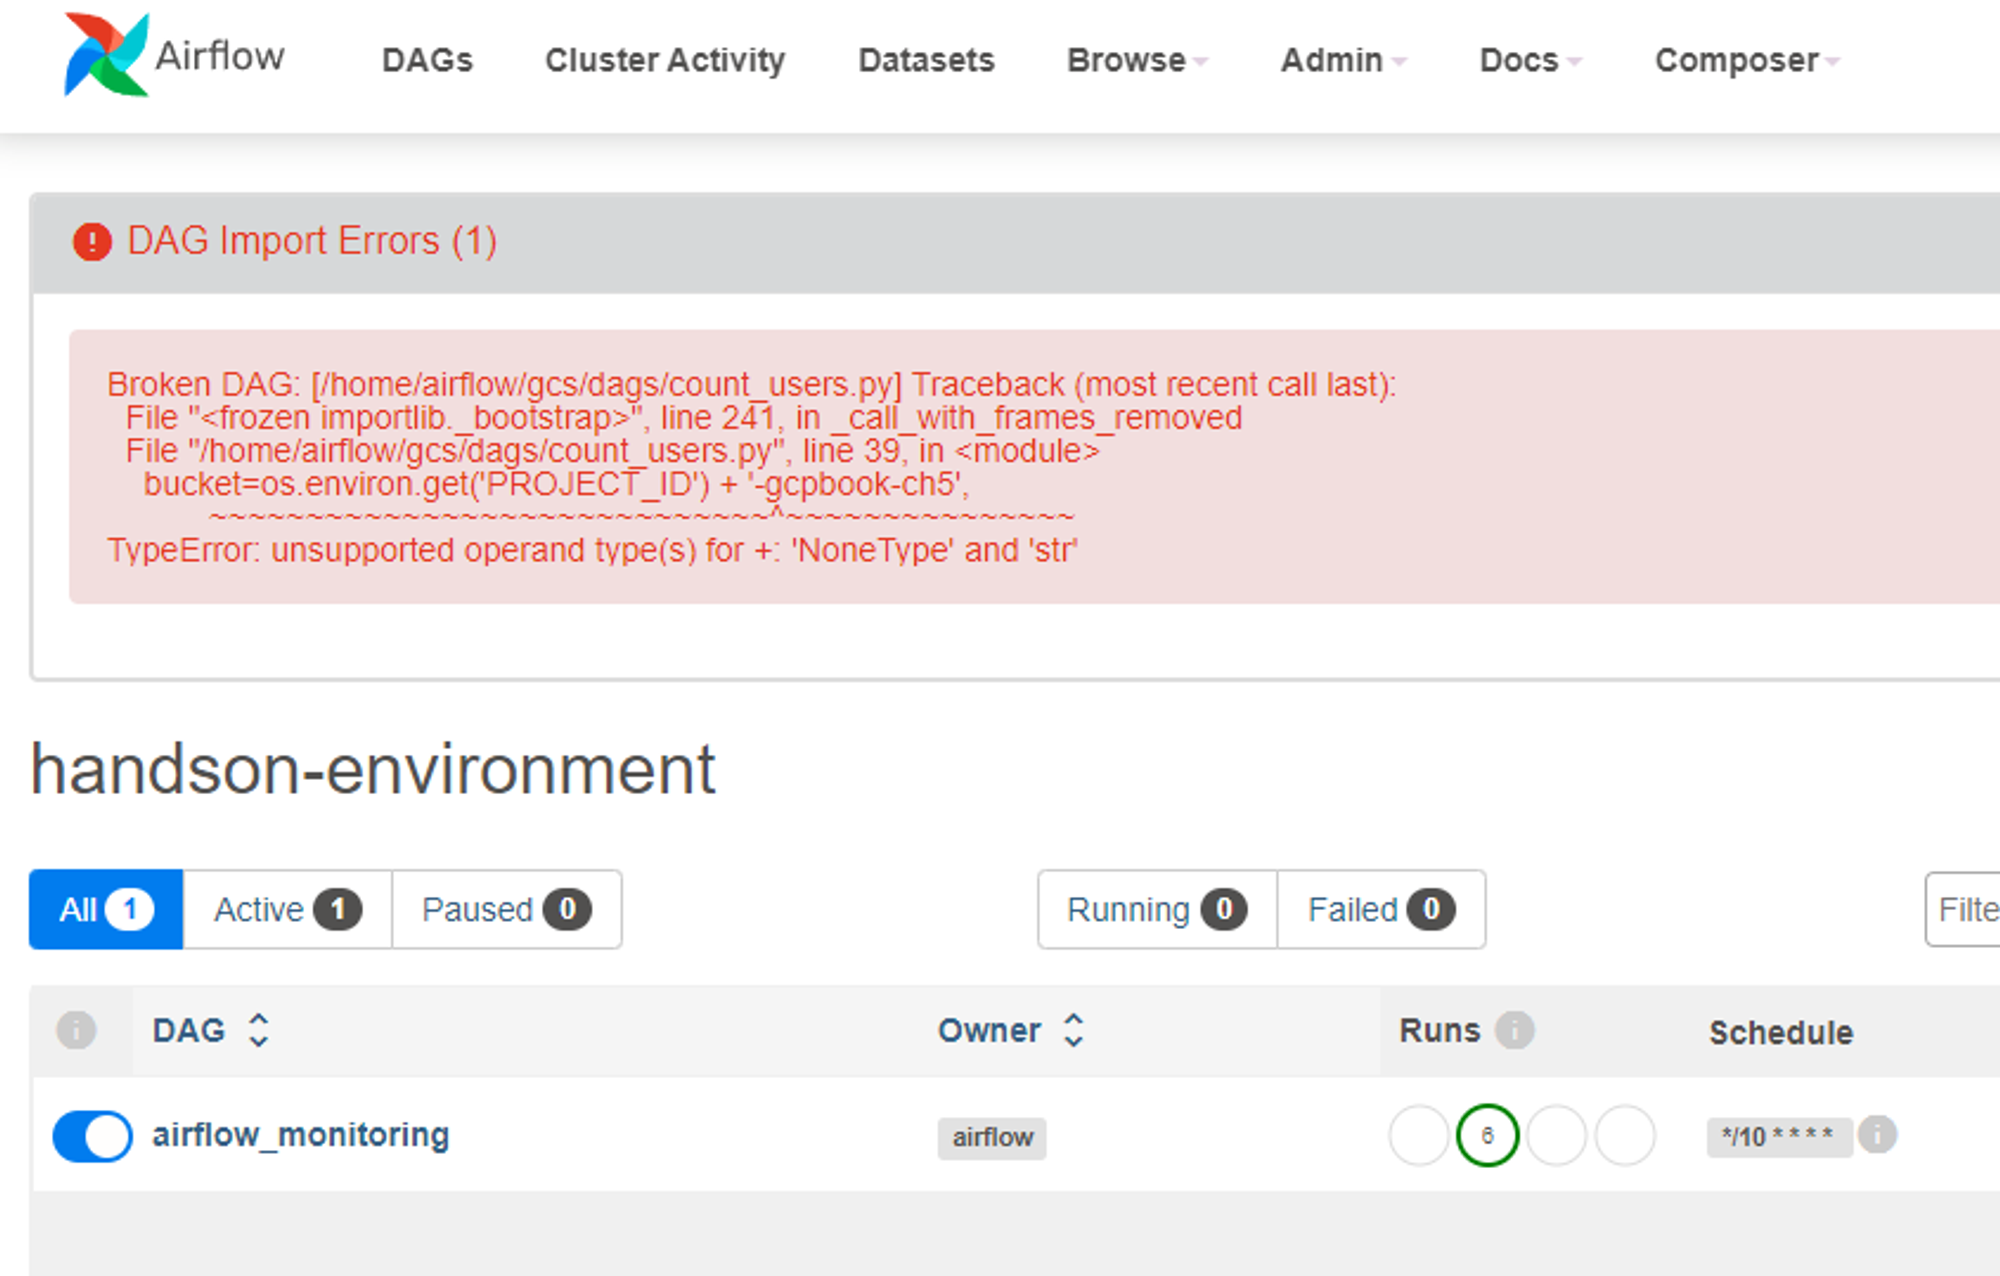 Airflow DAGs Cluster Activity Datasets Browse Admin Docs Composer
DAG Import Errors (1)
Broken DAG: [/home/airflow/gcs/dags/count_users.py] Traceback (most recent call last):
File "<frozen importlib._bootstrap>", line 241, in _call_with_frames_removed
File "/home/airflow/gcs/dags/count_users.py", line 39, in <module>
bucket=os.environ.get('PROJECT_ID') + '-gcpbook-ch5',
~~~~~~~~~~~~~~~~~~~~~~~~~~~~~^~~~~~~~~~~~~~~~
TypeError: unsupported operand type(s) for +: 'NoneType' and 'str'
handson-environment
All 1 Active 1 Paused 0 Running 0 Failed 0
DAG Owner Runs Schedule
airflow_monitoring airflow 6 */10 * * * *